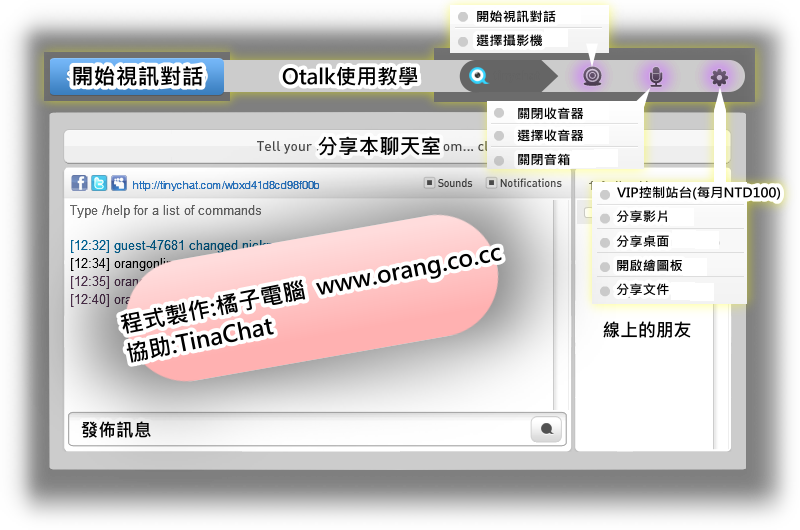 開始視訊對話
選擇攝影機
開始視訊對話
Otalk使用教學
關閉收音器
選擇收音器
關閉音箱
Tell your
分享本聊天室
om...
http://tinychat.com/wbxd41d8cd98f00b
Sounds
Notifications
VIP控制站台(每月NTD100)
分享影片
分享桌面
開啟繪圖板
分享文件
Type /help for a list of commands
[12:32] guest-47681 changed
[12:34] orangonli
[12:35] oran
[12:40] ora
程式製作:橘子電腦 www.orang.co.cc
協助:TinaChat
線上的朋友
發佈訊息